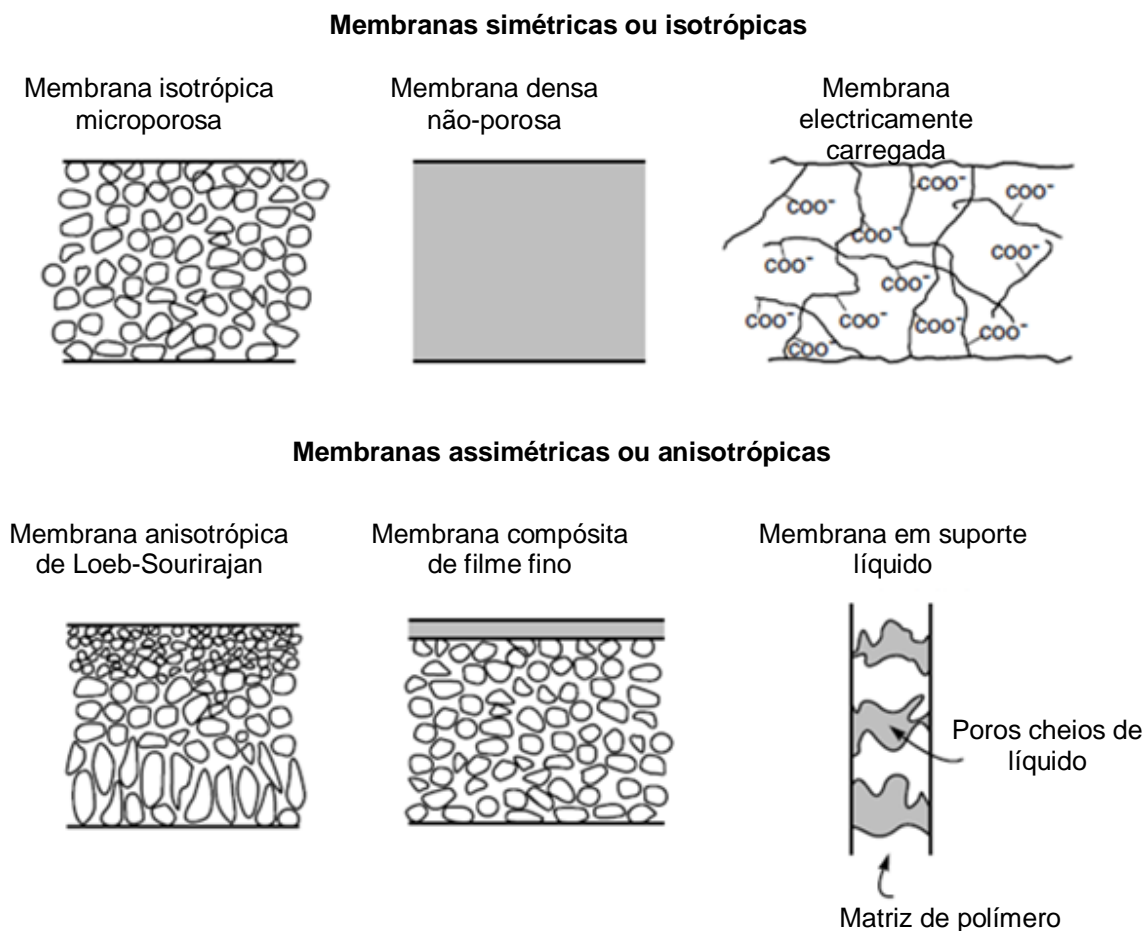 Membranas simétricas ou isotrópicas
Membrana isotrópica
microporosa
Membrana densa
não-porosa
Membrana
electricamente
carregada
COO⁻
COO⁻
COO⁻
COO⁻
COO⁻
COO⁻
COO⁻
COO⁻
COO⁻
COO⁻
COO⁻
COO⁻
Membranas assimétricas ou anisotrópicas
Membrana anisotrópica
de Loeb-Sourirajan
Membrana compósita
de filme fino
Membrana em suporte
líquido
Poros cheios de
líquido
Matriz de polímero